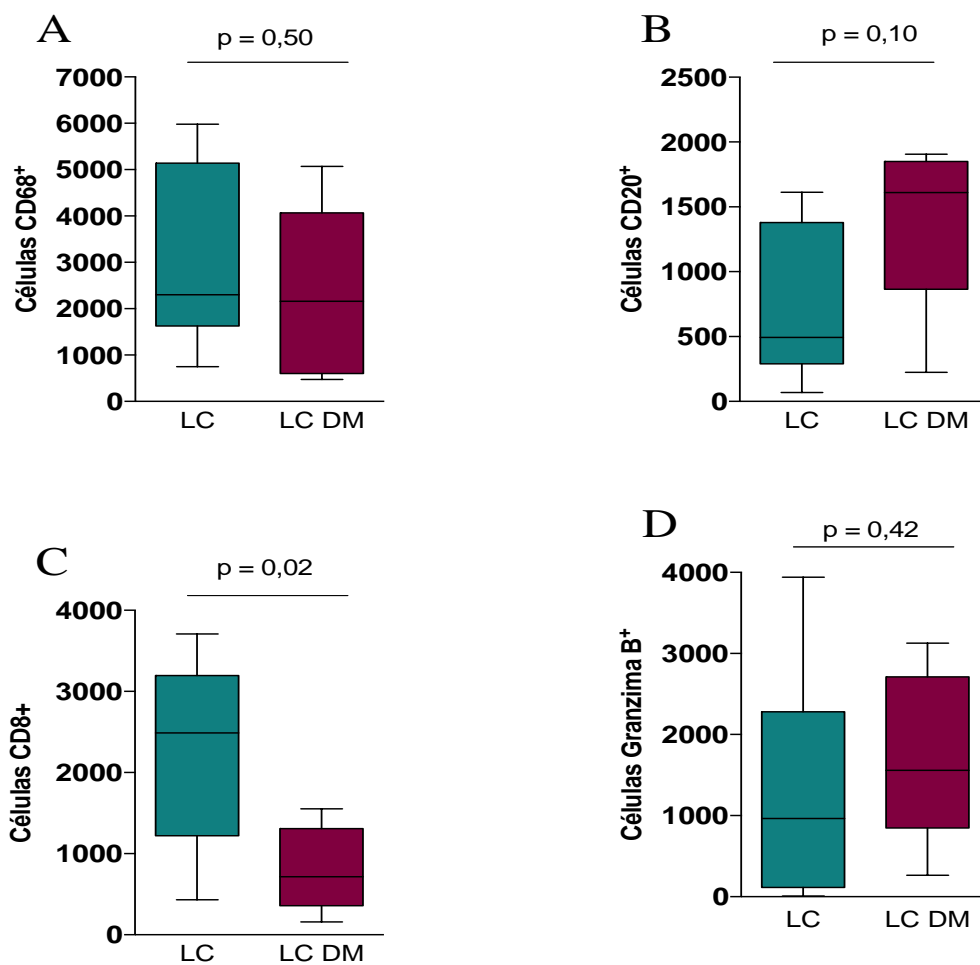 A
p = 0,50
7000
6000
5000
4000
3000
2000
1000
0
Células CD68+
LC
LC DM
B
p = 0,10
2500
2000
1500
1000
500
0
Células CD20+
LC
LC DM
C
p = 0,02
4000
3000
2000
1000
0
Células CD8+
LC
LC DM
D
p = 0,42
4000
3000
2000
1000
0
Células Granzima B+
LC
LC DM